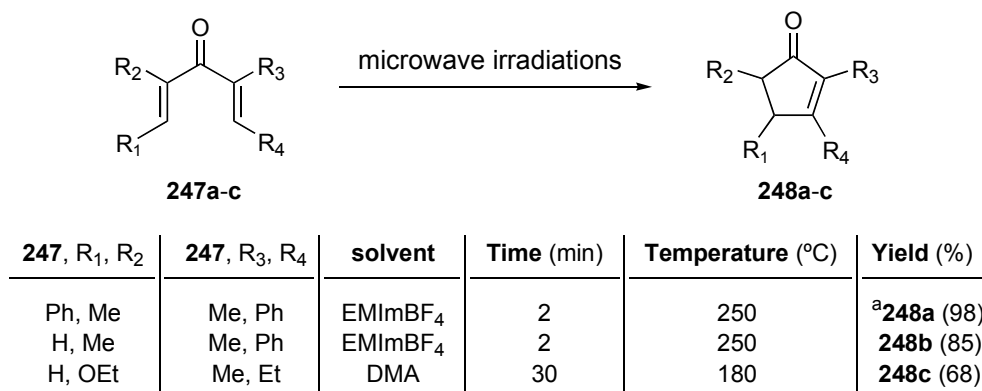 O
O
R2
R3
microwave irradiations
R2
R3
R1
R4
R1
R4
247a-c
248a-c
247, R1, R2 247, R3, R4 solvent Time (min) Temperature (ºC) Yield (%)
Ph, Me Me, Ph EMImBF4 2 250 a248a (98)
H, Me Me, Ph EMImBF4 2 250 248b (85)
H, OEt Me, Et DMA 30 180 248c (68)